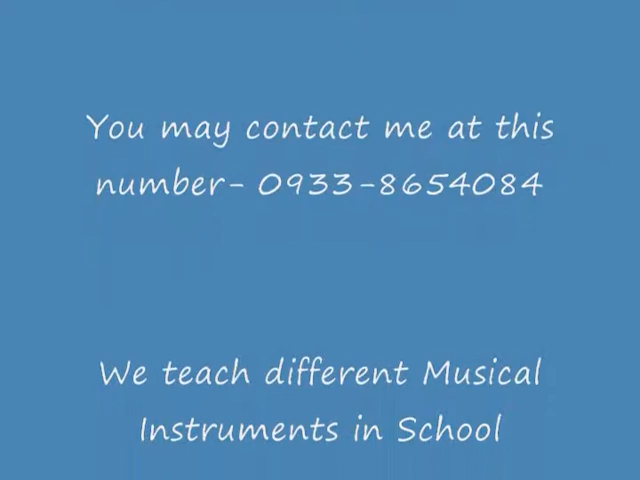 You may contact me at this
number- 0933-8654084
We teach different Musical
Instruments in School